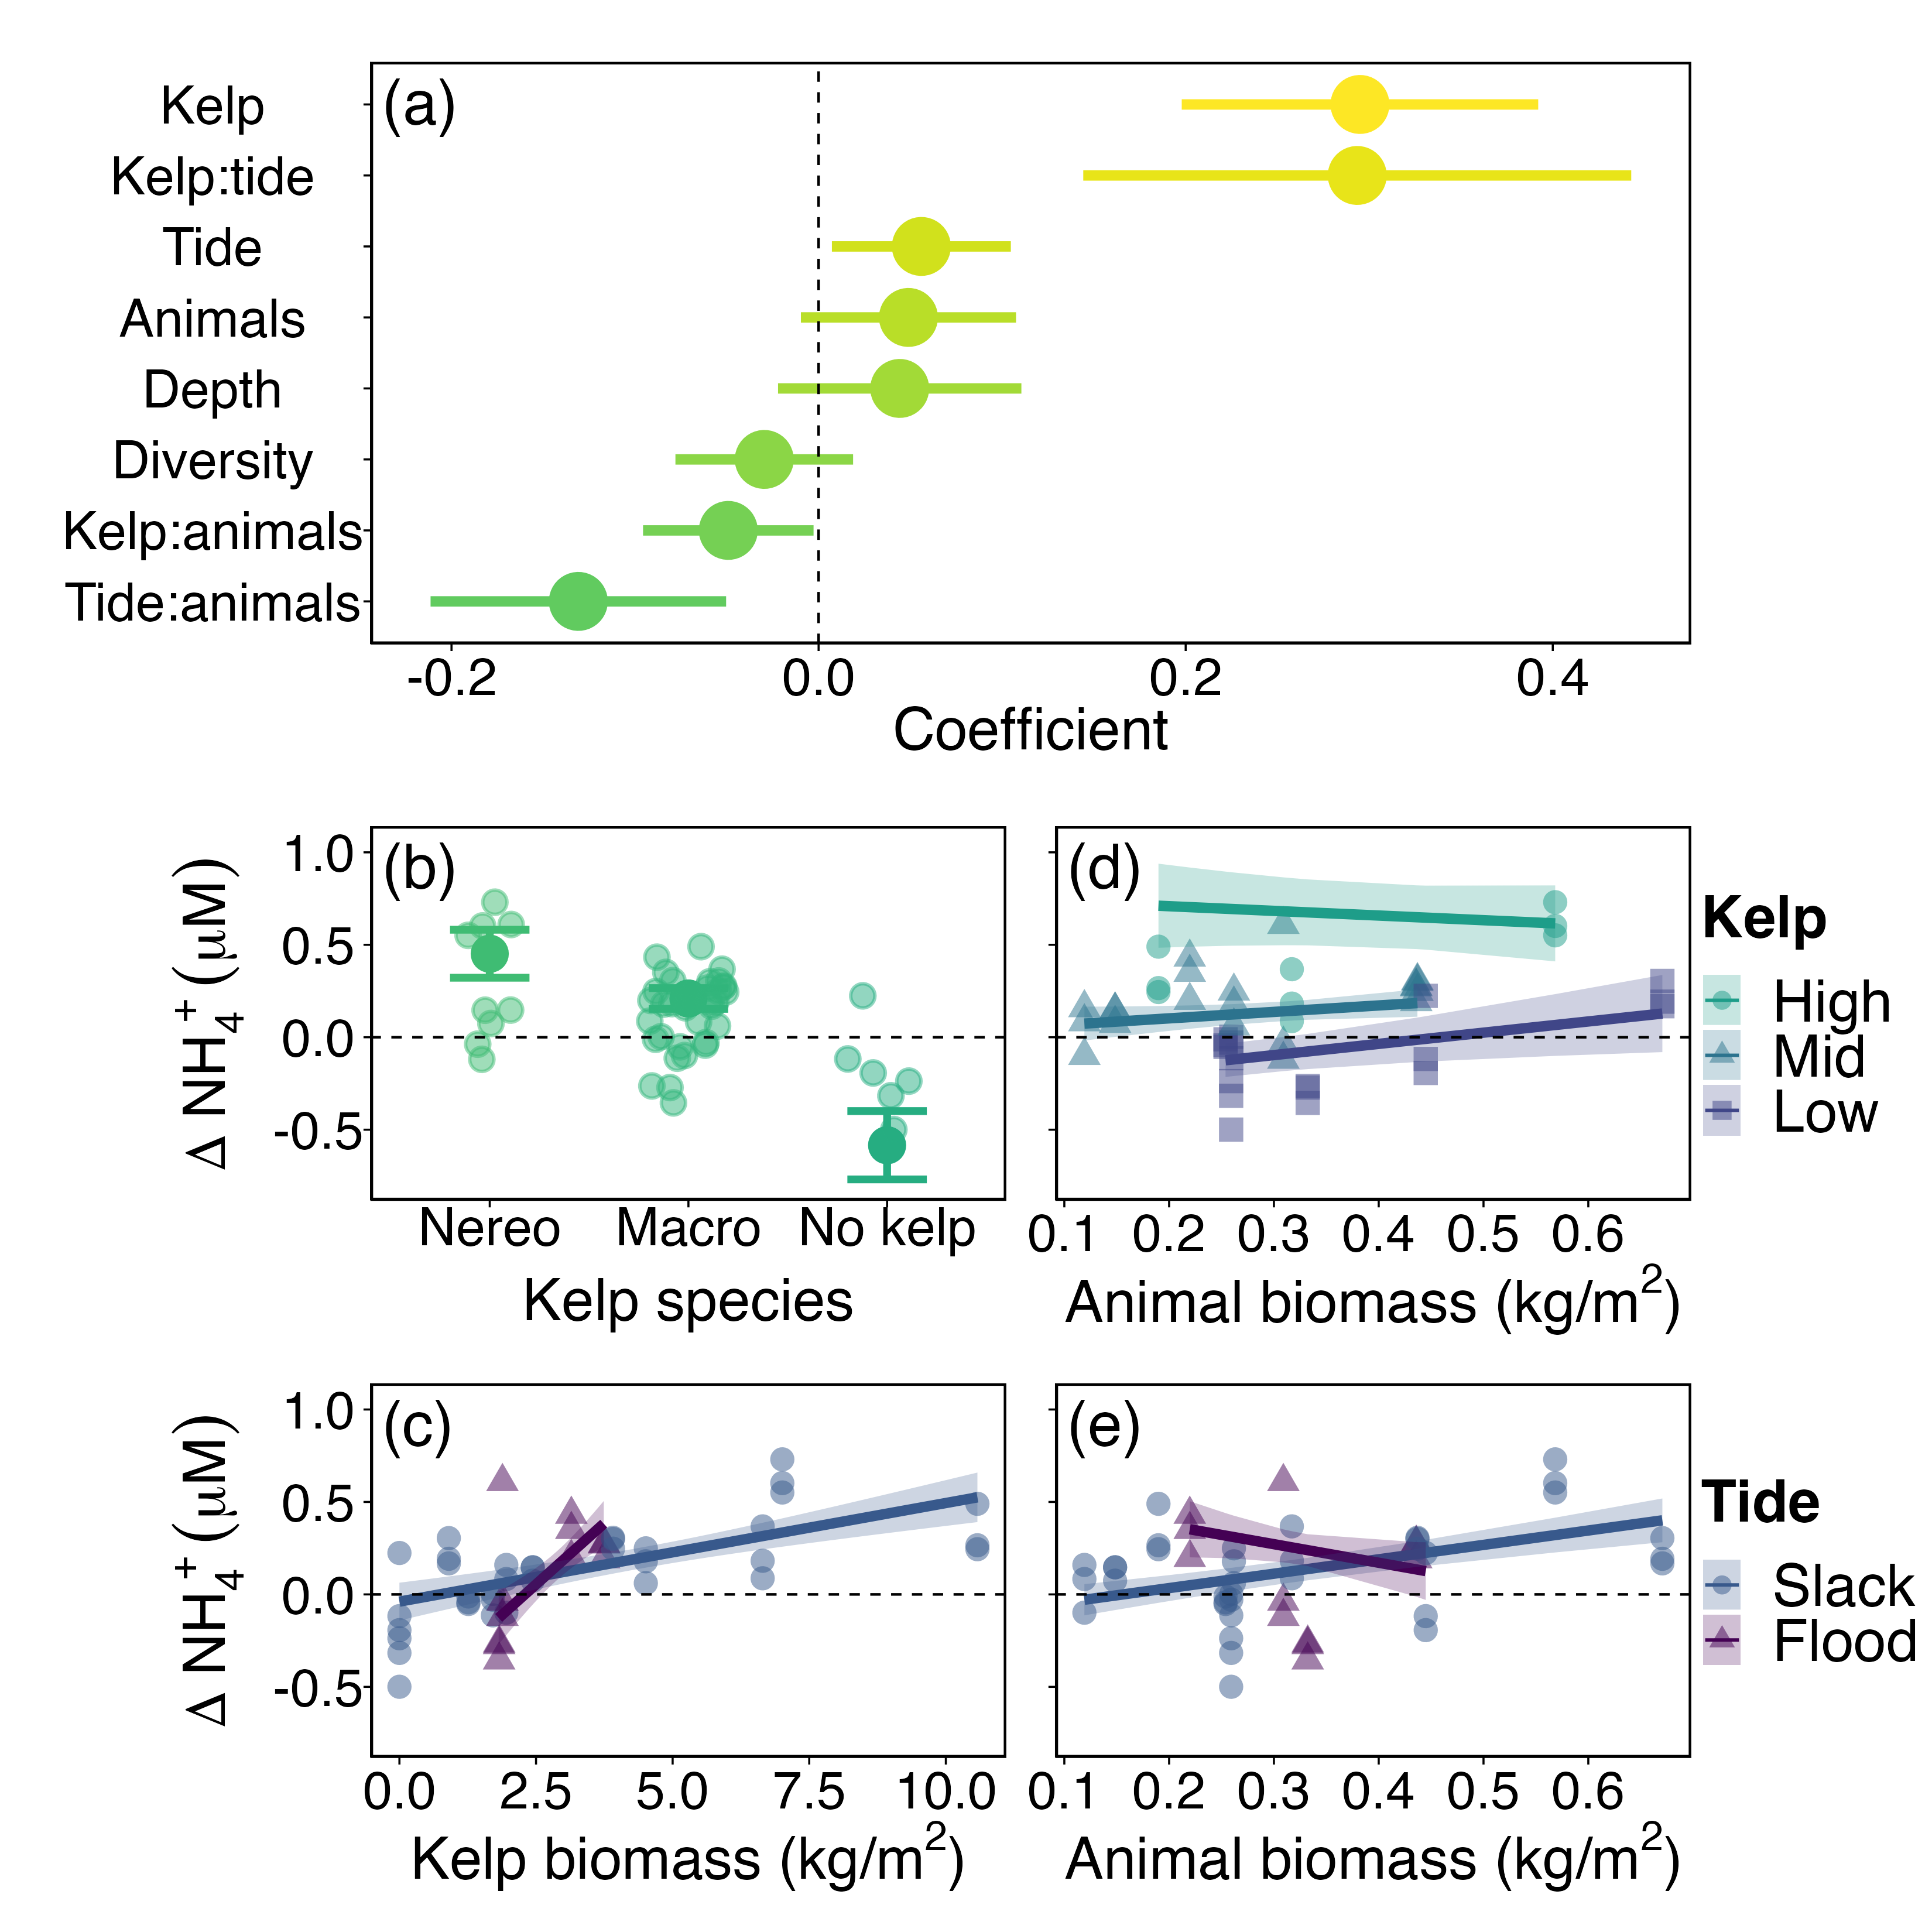 (a)
Kelp
Kelp:tide
Tide
Animals
Depth
Diversity
Kelp:animals
Tide:animals
-0.2 0.0 0.2 0.4
Coefficient
(b)
Δ NH₄⁺ (μM)
1.0
0.5
0.0
-0.5
Nereo Macro No kelp
Kelp species
(d)
0.1 0.2 0.3 0.4 0.5 0.6
Animal biomass (kg/m²)
Kelp
High
Mid
Low
(c)
Δ NH₄⁺ (μM)
1.0
0.5
0.0
-0.5
0.0 2.5 5.0 7.5 10.0
Kelp biomass (kg/m²)
(e)
0.1 0.2 0.3 0.4 0.5 0.6
Animal biomass (kg/m²)
Tide
Slack
Flood